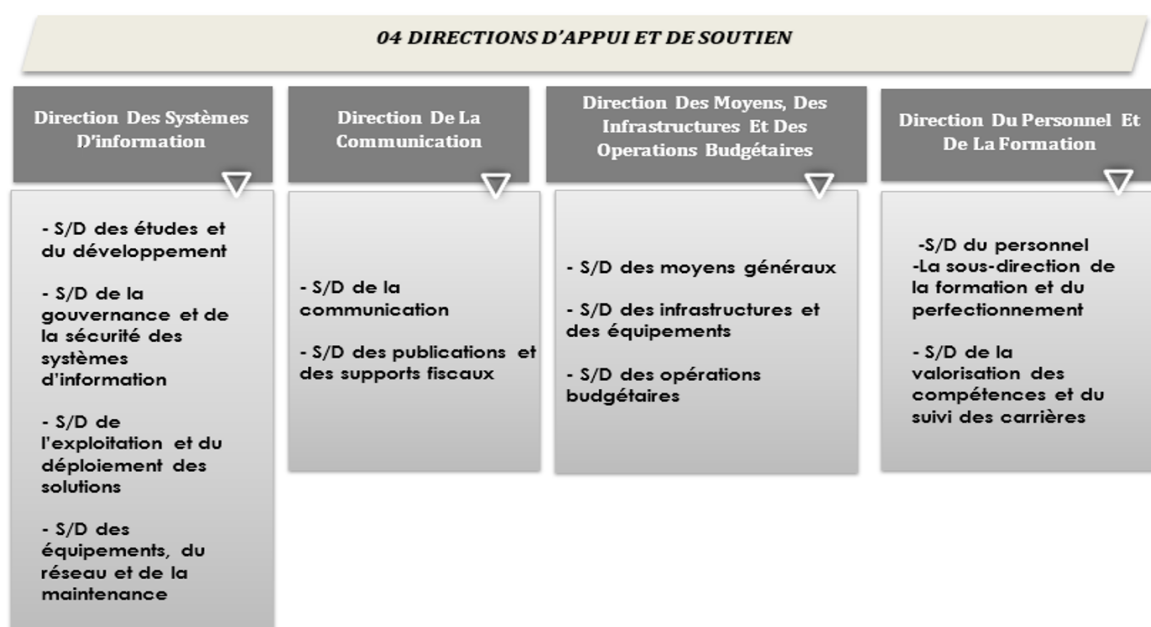 04 DIRECTIONS D'APPUI ET DE SOUTIEN
Direction Des Systèmes
D'information
- S/D des études et
du développement
- S/D de la
gouvernance et de
la sécurité des
systèmes
d'information
- S/D de
l'exploitation et du
déploiement des
solutions
- S/D des
équipements, du
réseau et de la
maintenance
Direction De La
Communication
- S/D de la
communication
- S/D des publications et
des supports fiscaux
Direction Des Moyens, Des
Infrastructures Et Des
Operations Budgétaires
- S/D des moyens généraux
- S/D des infrastructures et
des équipements
- S/D des opérations
budgétaires
Direction Du Personnel Et
De La Formation
-S/D du personnel
-La sous-direction de
la formation et du
perfectionnement
- S/D de la
valorisation des
compétences et du
suivi des carrières